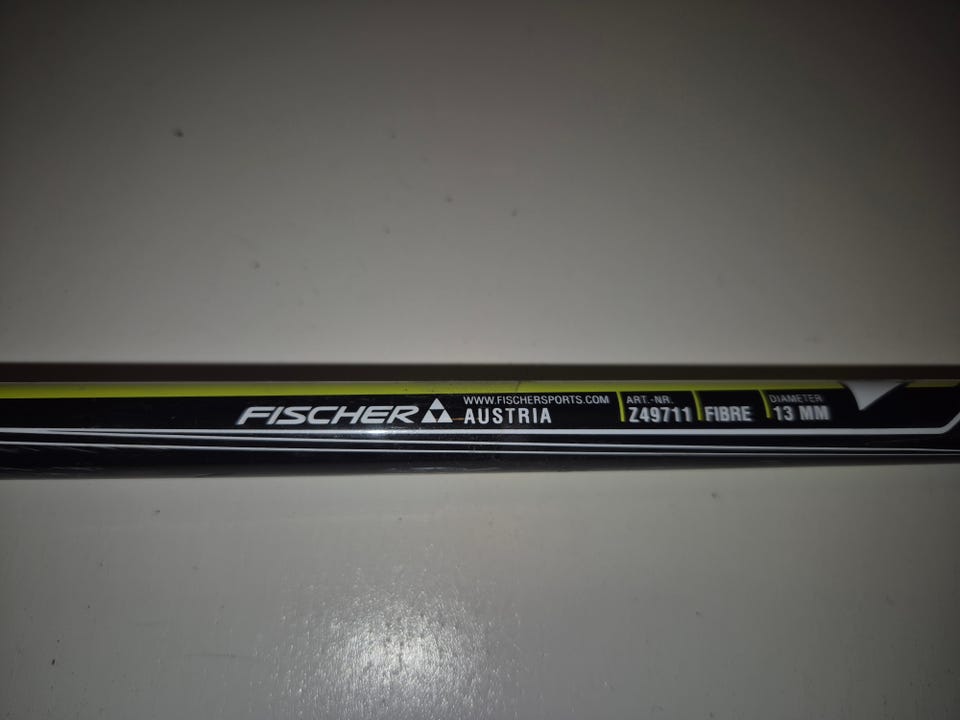 FISCHER
WWW.FISCHERSPORTS.COM
AUSTRIA
ART.-NR.
Z49711
FIBRE
DIAMETER
13 MM